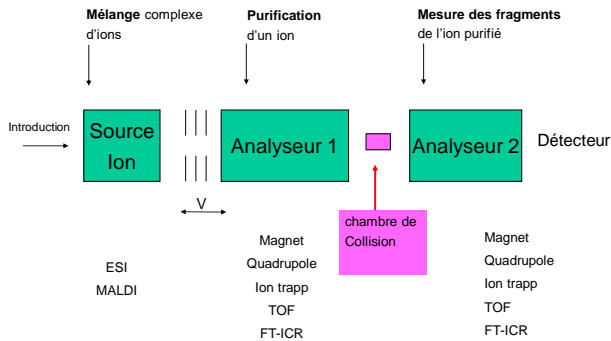 Mélange complexe
d'ions
Purification
d'un ion
Mesure des fragments
de l'ion purifié
Introduction
Source
Ion
Analyseur 1
Analyseur 2
Détecteur
V
chambre de
Collision
ESI
MALDI
Magnet
Quadrupole
Ion trapp
TOF
FT-ICR
Magnet
Quadrupole
Ion trapp
TOF
FT-ICR